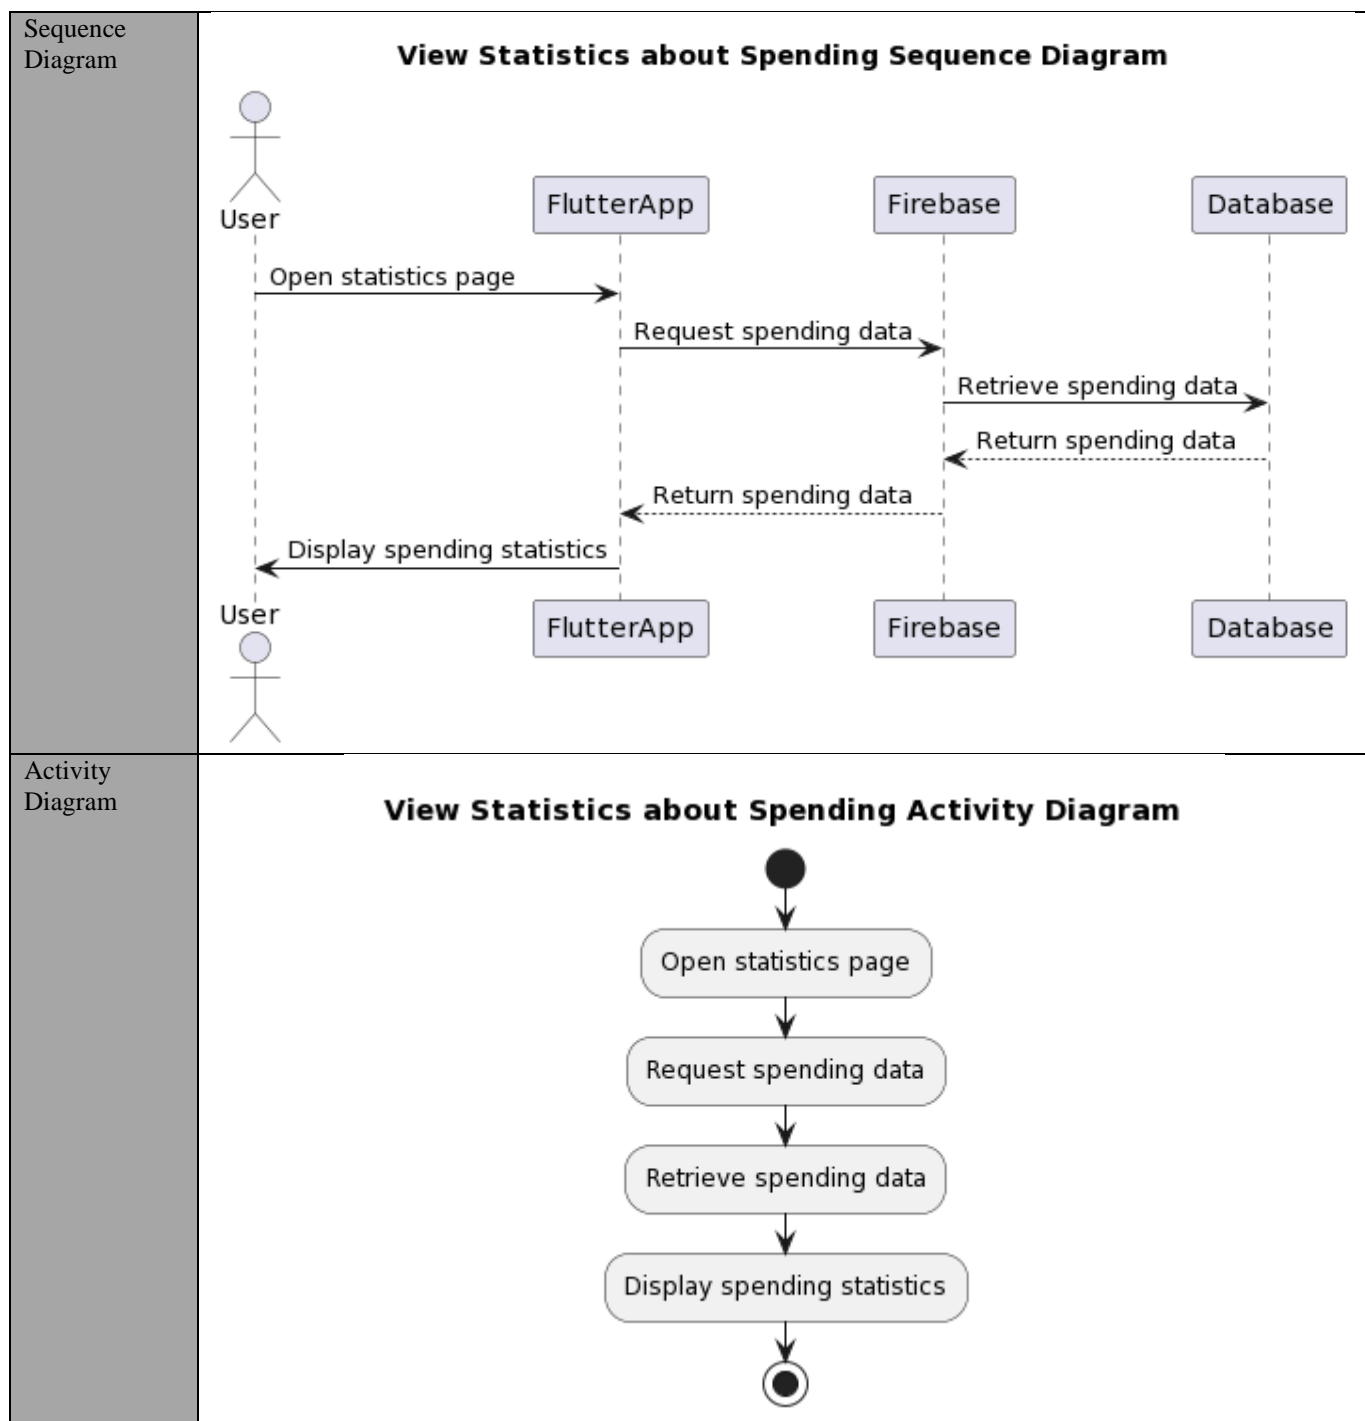 Sequence
Diagram
View Statistics about Spending Sequence Diagram
User
FlutterApp
Firebase
Database
Open statistics page
Request spending data
Retrieve spending data
Return spending data
Return spending data
Display spending statistics
User
FlutterApp
Firebase
Database
Activity
Diagram
View Statistics about Spending Activity Diagram
Open statistics page
Request spending data
Retrieve spending data
Display spending statistics